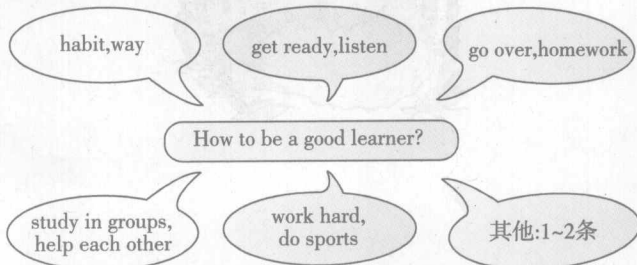 habit,way
get ready,listen
go over,homework
How to be a good learner?
study in groups,
help each other
work hard,
do sports
其他:1~2条